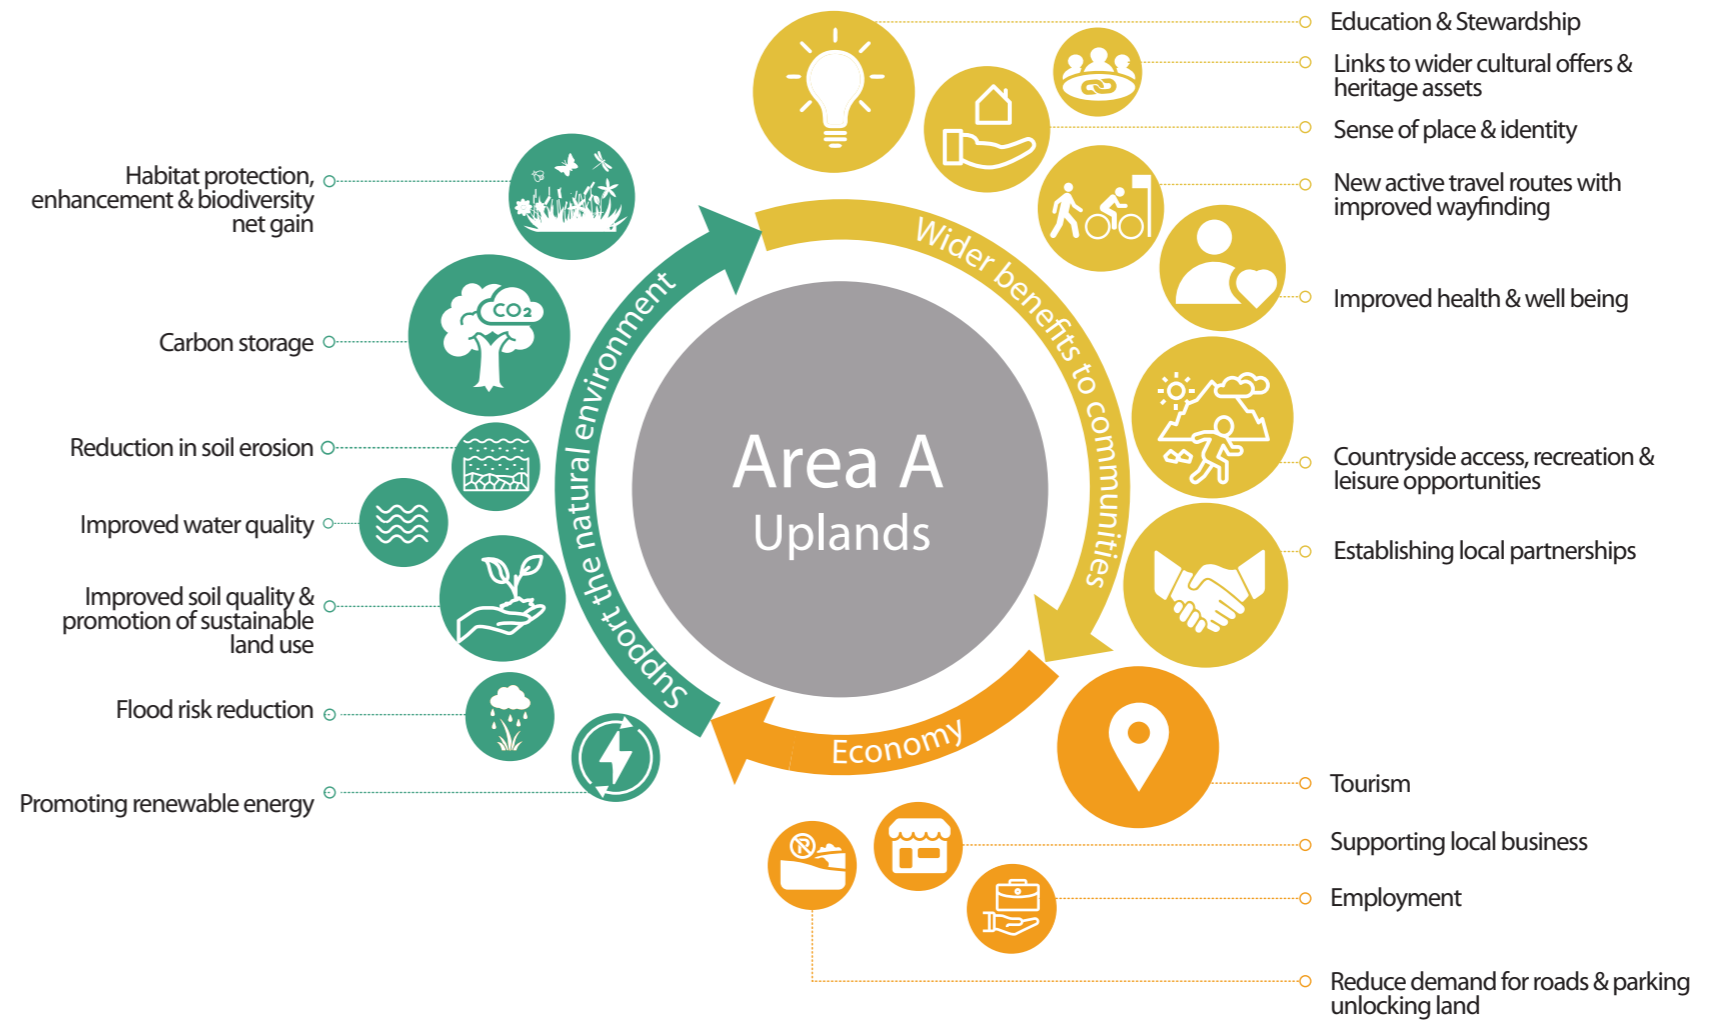 Education & Stewardship
Links to wider cultural offers &
heritage assets
Sense of place & identity
New active travel routes with
improved wayfinding
Improved health & well being
Countryside access, recreation &
leisure opportunities
Establishing local partnerships
Tourism
Supporting local business
Employment
Reduce demand for roads & parking
unlocking land
Habitat protection,
enhancement & biodiversity
net gain
Carbon storage
Reduction in soil erosion
Improved water quality
Improved soil quality &
promotion of sustainable
land use
Flood risk reduction
Promoting renewable energy
CO2
Support the natural environment
Wider benefits to communities
Economy
Area A
Uplands
P